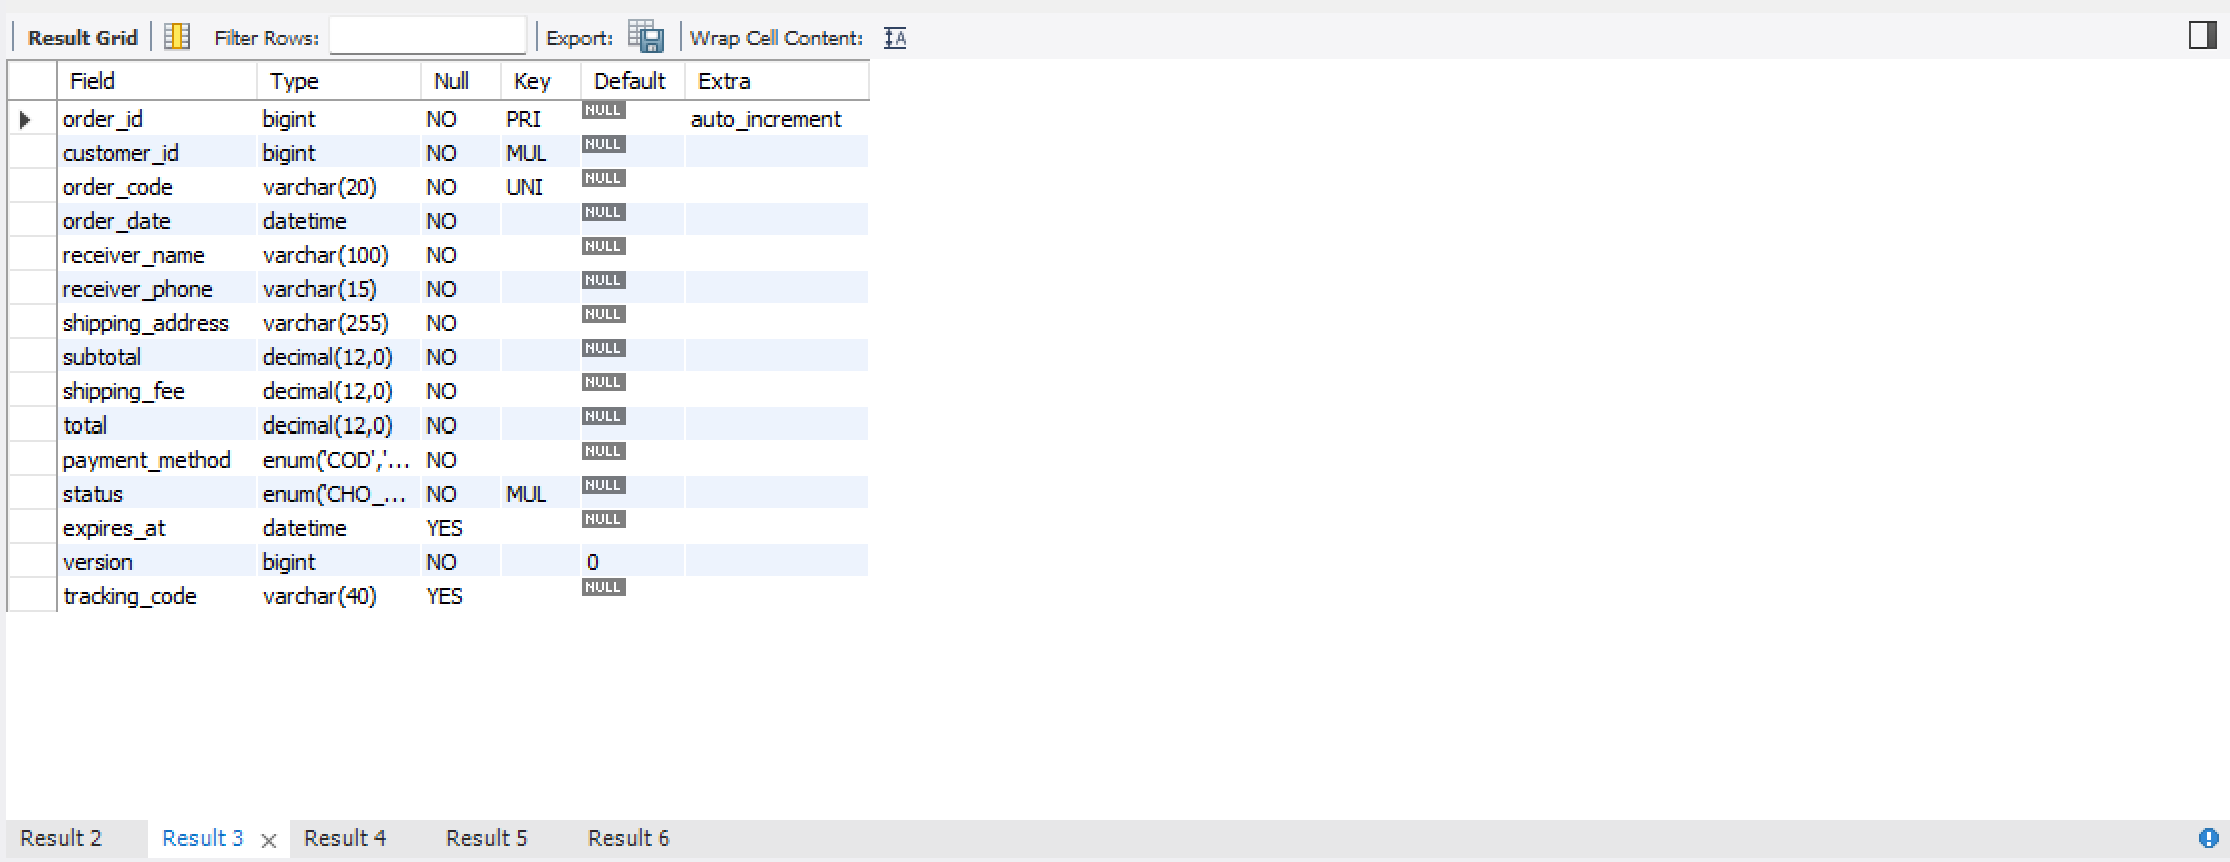 Result Grid Filter Rows: Export: Wrap Cell Content: IA
Field Type Null Key Default Extra
order_id bigint NO PRI NULL auto_increment
customer_id bigint NO MUL NULL
order_code varchar(20) NO UNI NULL
order_date datetime NO NULL
receiver_name varchar(100) NO NULL
receiver_phone varchar(15) NO NULL
shipping_address varchar(255) NO NULL
subtotal decimal(12,0) NO NULL
shipping_fee decimal(12,0) NO NULL
total decimal(12,0) NO NULL
payment_method enum('COD','... NO NULL
status enum('CHO_... NO MUL NULL
expires_at datetime YES NULL
version bigint NO 0
tracking_code varchar(40) YES NULL
Result 2 Result 3 × Result 4 Result 5 Result 6